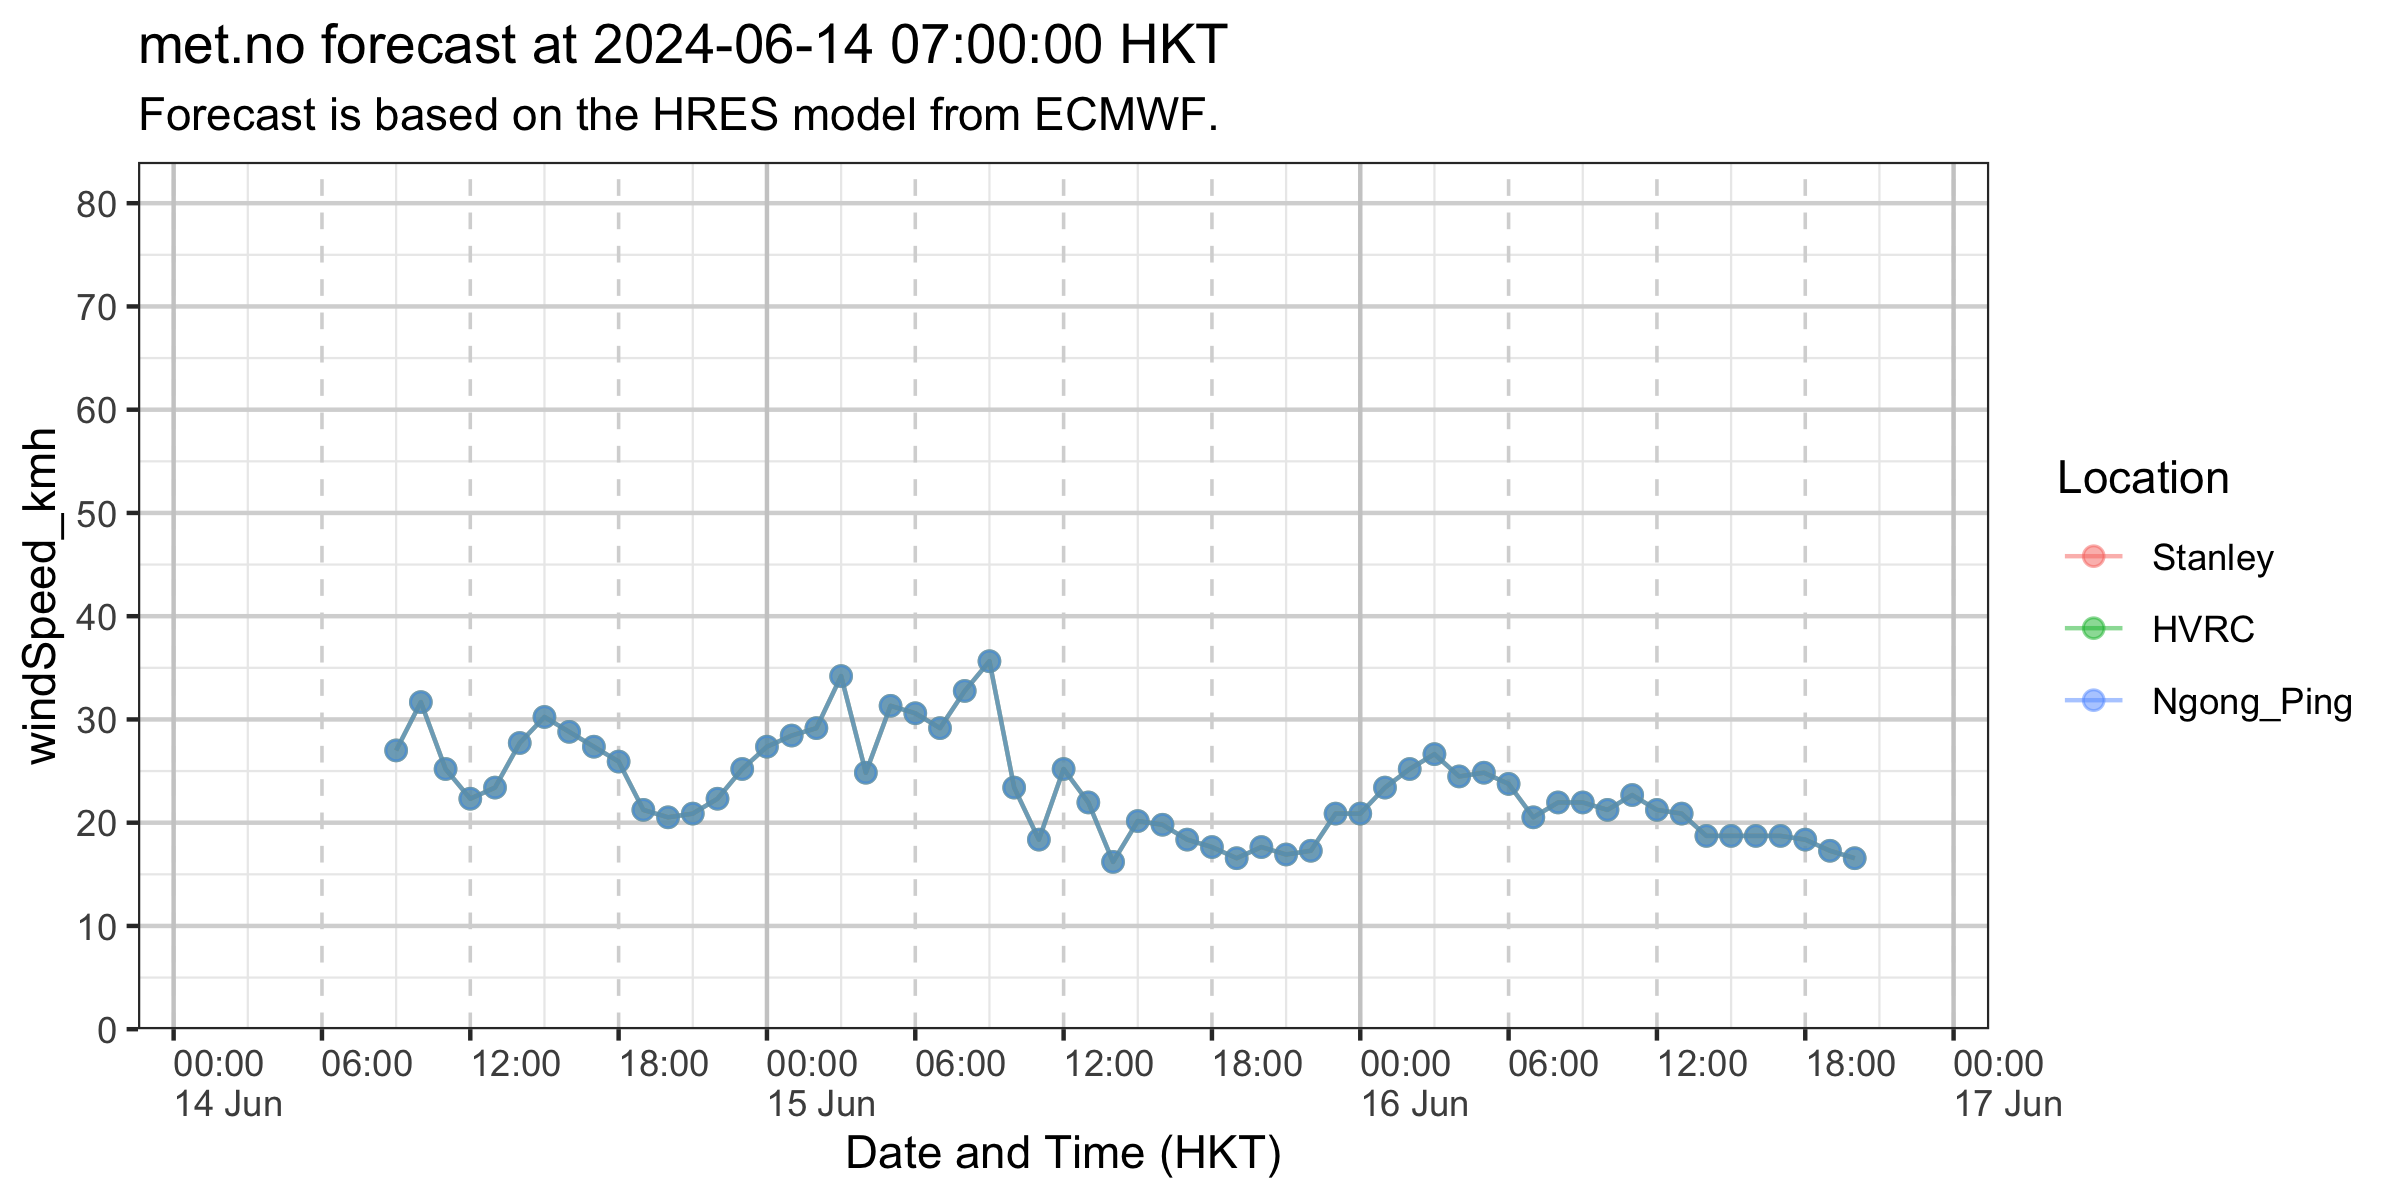 met.no forecast at 2024-06-14 07:00:00 HKT
Forecast is based on the HRES model from ECMWF.
windSpeed_kmh
80
70
60
50
40
30
20
10
0
00:00 06:00 12:00 18:00 00:00 06:00 12:00 18:00 00:00 06:00 12:00 18:00 00:00
14 Jun 15 Jun 16 Jun 17 Jun
Date and Time (HKT)
Location
Stanley
HVRC
Ngong_Ping